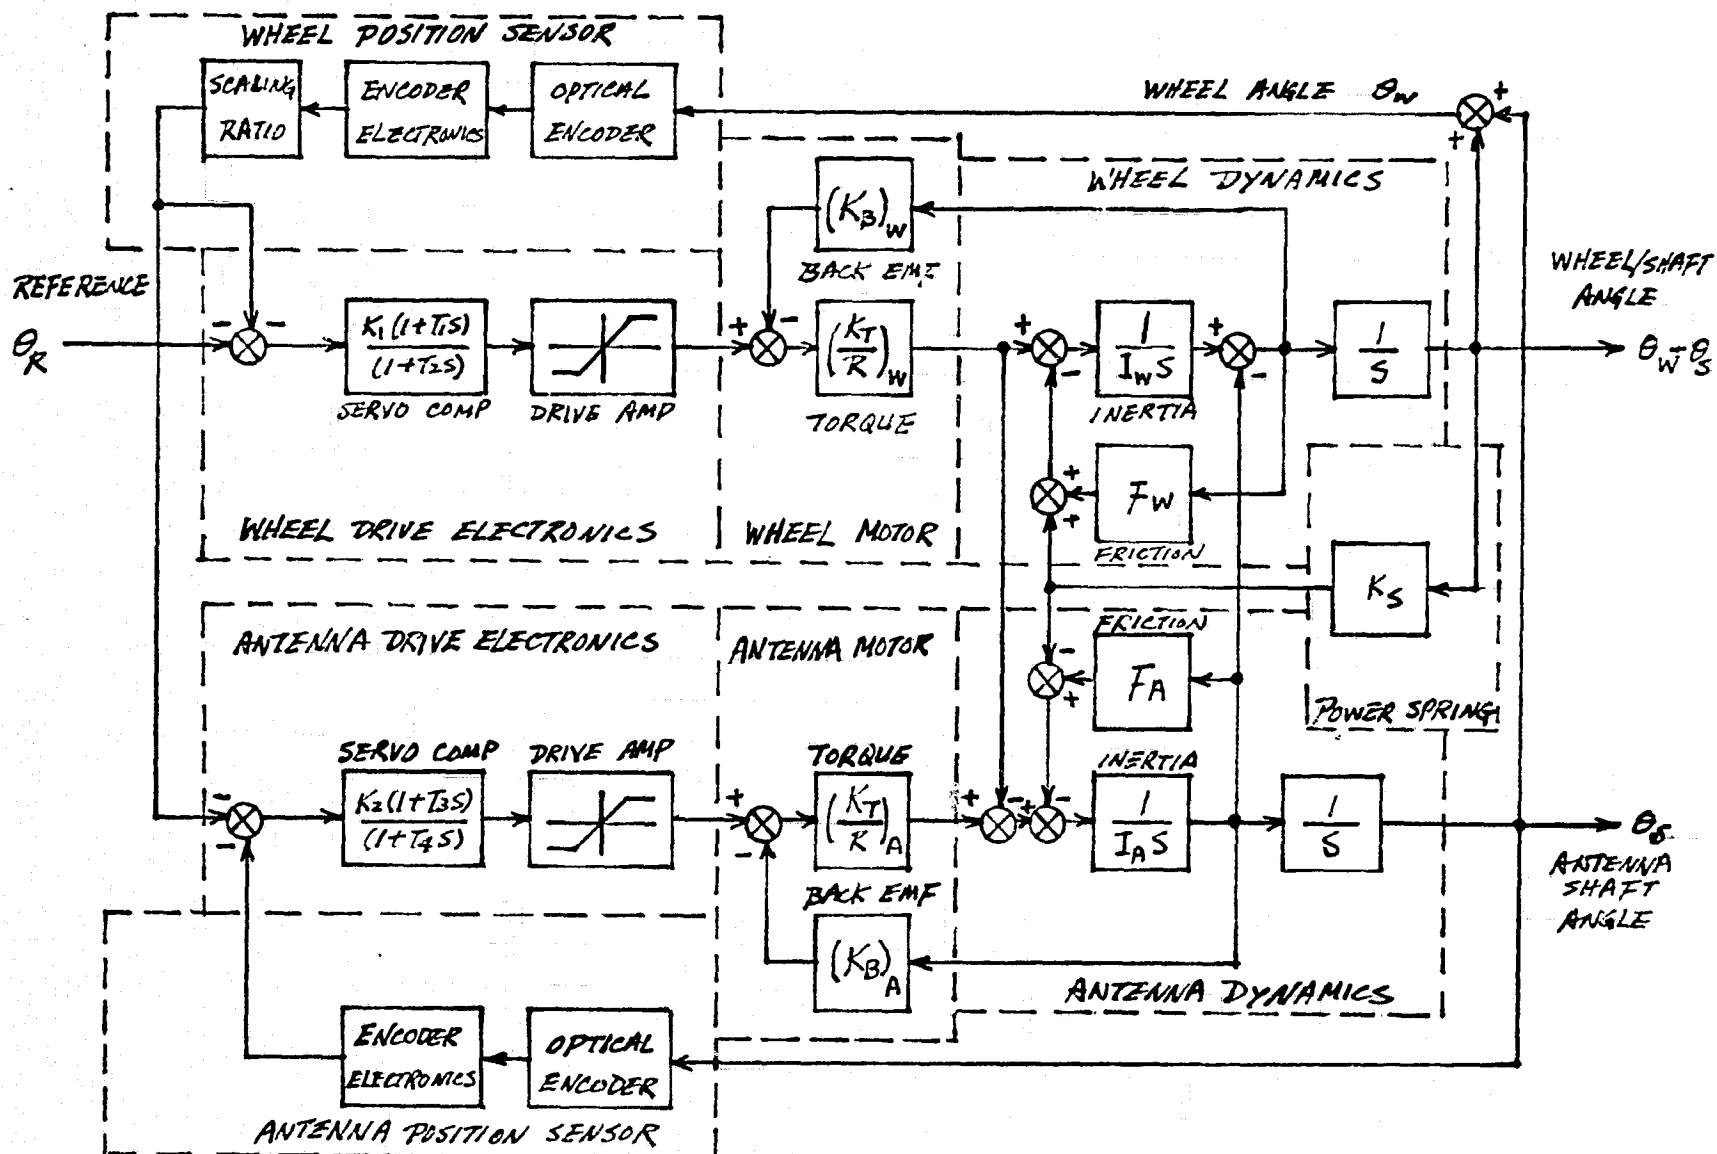 WHEEL POSITION SENSOR
SCALING
RATIO
ENCODER
ELECTRONICS
OPTICAL
ENCODER
WHEEL ANGLE θW
+
+
(KB)W
BACK EMF
WHEEL DYNAMICS
REFERENCE
θR
- -
K1(1+T1S)
(1+T2S)
SERVO COMP
DRIVE AMP
+ -
(KT/R)W
TORQUE
+ -
1
IWS
INERTIA
+ -
1
S
WHEEL/SHAFT
ANGLE
θW-θS
+
+
FW
FRICTION
WHEEL DRIVE ELECTRONICS
WHEEL MOTOR
KS
POWER SPRING
ANTENNA DRIVE ELECTRONICS
ANTENNA MOTOR
FRICTION
-
+
FA
SERVO COMP
DRIVE AMP
TORQUE
INERTIA
-
-
K2(1+T3S)
(1+T4S)
+
-
(KT/R)A
+ - + -
1
IAS
1
S
θS
ANTENNA
SHAFT
ANGLE
BACK EMF
(KB)A
ANTENNA DYNAMICS
ENCODER
ELECTRONICS
OPTICAL
ENCODER
ANTENNA POSITION SENSOR